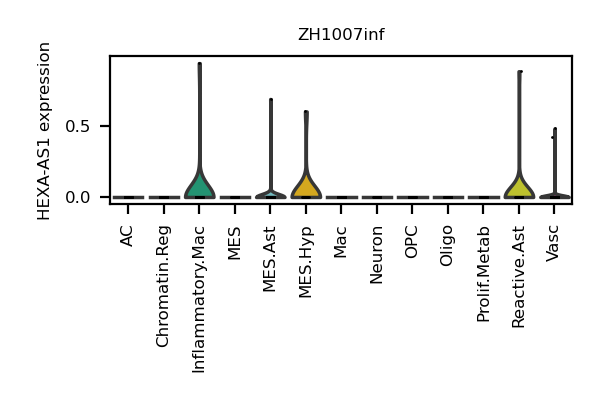 ZH1007inf
HEXA-AS1 expression
0.5
0.0
AC
Chromatin.Reg
Inflammatory.Mac
MES
MES.Ast
MES.Hyp
Mac
Neuron
OPC
Oligo
Prolif.Metab
Reactive.Ast
Vasc